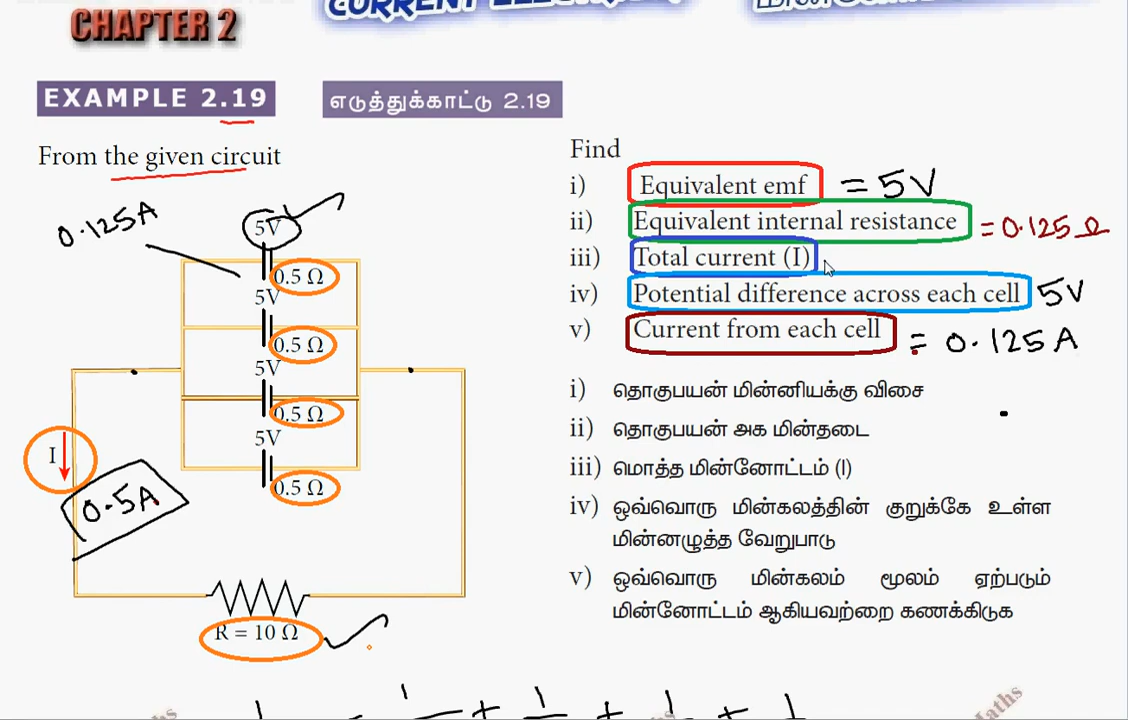 CURRENT
CHAPTER 2
EXAMPLE 2.19
எடுத்துக்காட்டு 2.19
From the given circuit
0.125A
5V
0.5 Ω
5V
0.5 Ω
5V
0.5 Ω
5V
0.5 Ω
I
0.5A
R = 10 Ω
Find
i) Equivalent emf = 5V
ii) Equivalent internal resistance = 0.125 Ω
iii) Total current (I)
iv) Potential difference across each cell 5V
v) Current from each cell = 0.125 A
i) தொகுபயன் மின்னியக்கு விசை
ii) தொகுபயன் அக மின்தடை
iii) மொத்த மின்னோட்டம் (I)
iv) ஒவ்வொரு மின்கலத்தின் குறுக்கே உள்ள
மின்னழுத்த வேறுபாடு
v) ஒவ்வொரு மின்கலம் மூலம் ஏற்படும்
மின்னோட்டம் ஆகியவற்றை கணக்கிடுக